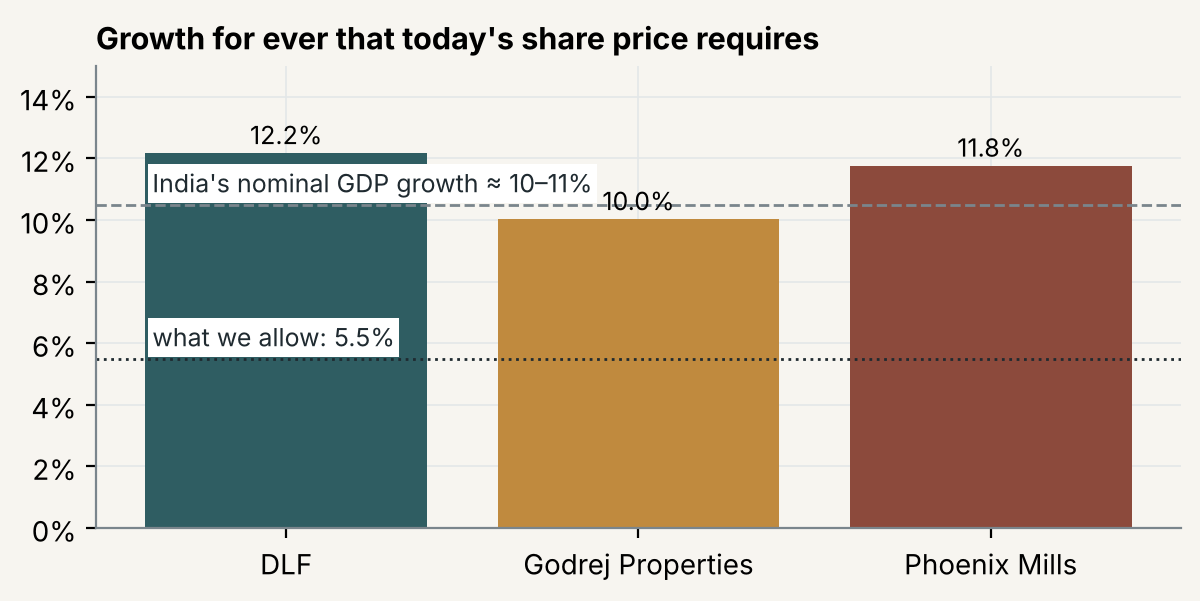 Growth for ever that today's share price requires
14%
12%
10%
8%
6%
4%
2%
0%
12.2%
India's nominal GDP growth ≈ 10–11%
10.0%
11.8%
what we allow: 5.5%
DLF
Godrej Properties
Phoenix Mills